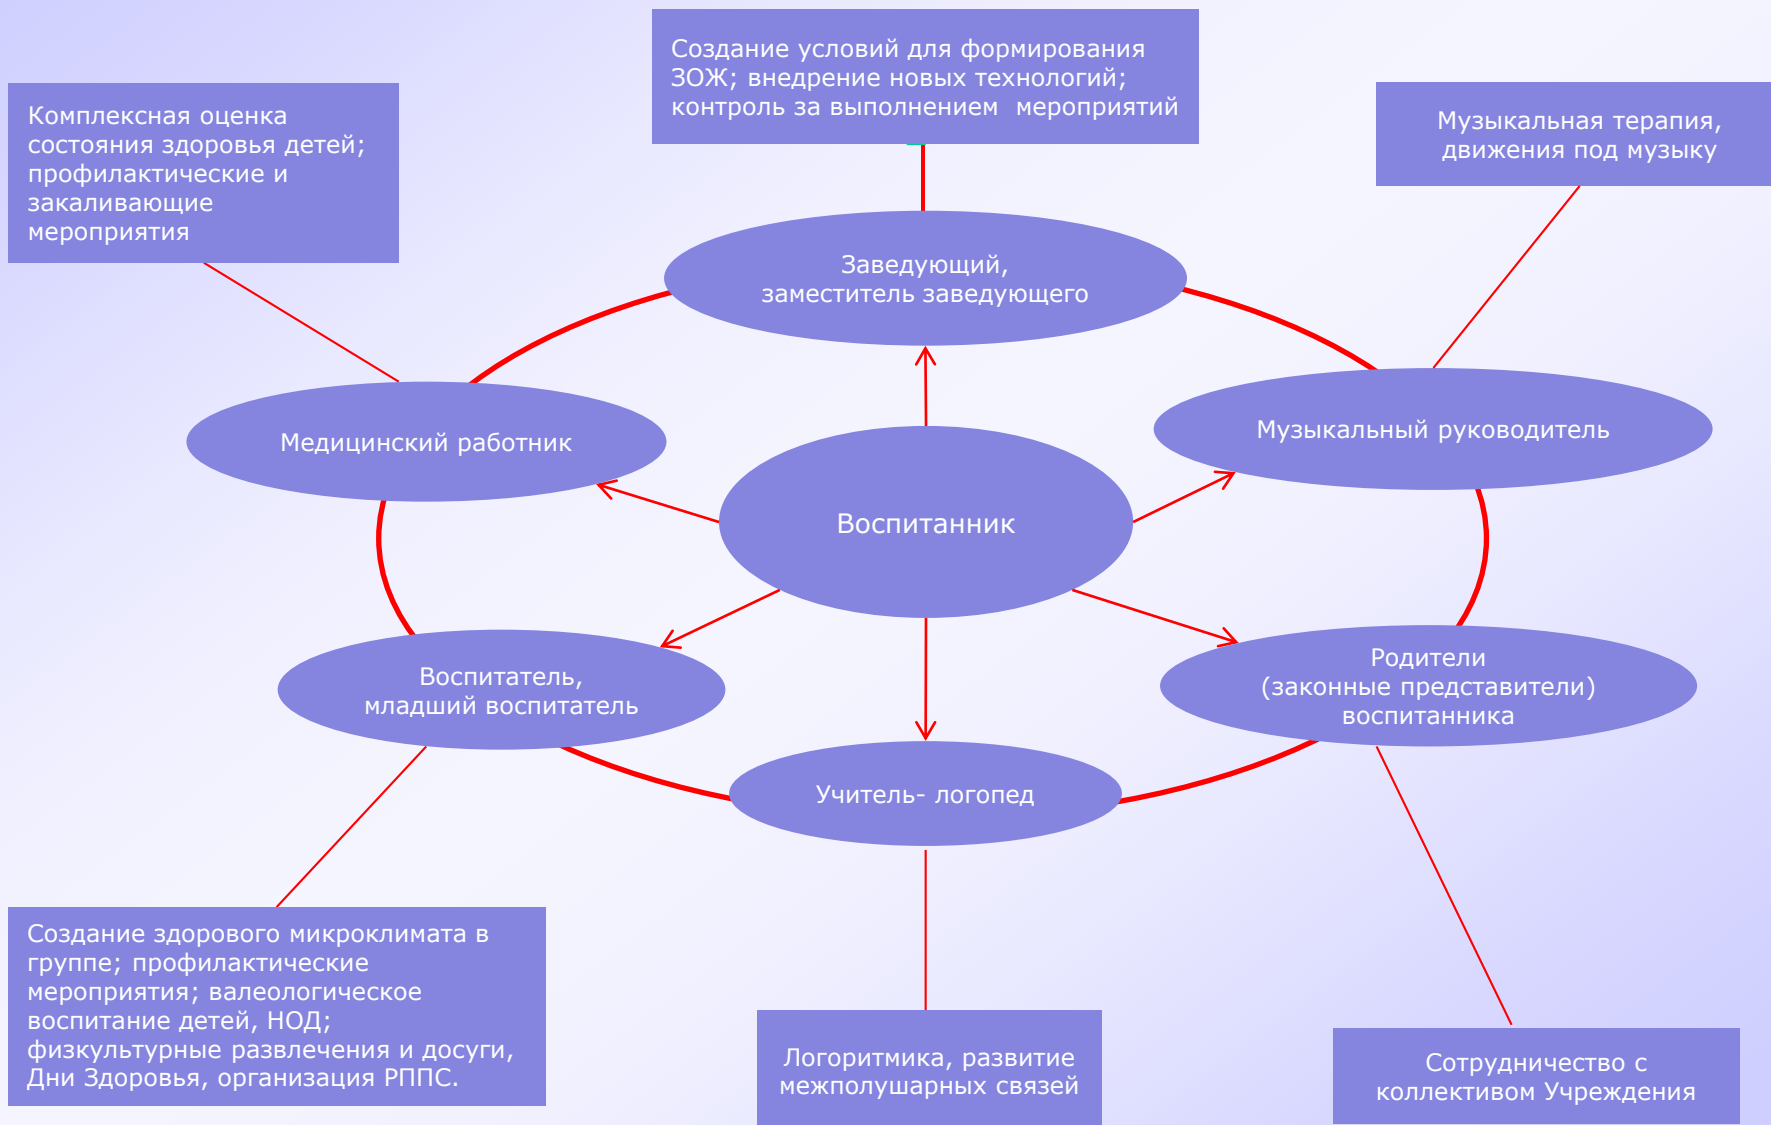 Создание условий для формирования
ЗОЖ; внедрение новых технологий;
контроль за выполнением  мероприятий
Комплексная оценка
состояния здоровья детей;
профилактические и
закаливающие
мероприятия
Музыкальная терапия,
движения под музыку
Заведующий,
заместитель заведующего
Медицинский работник
Музыкальный руководитель
Воспитанник
Воспитатель,
младший воспитатель
Родители
(законные представители)
воспитанника
Учитель- логопед
Создание здорового микроклимата в
группе; профилактические
мероприятия; валеологическое
воспитание детей, НОД;
физкультурные развлечения и досуги,
Дни Здоровья, организация РППС.
Логоритмика, развитие
межполушарных связей
Сотрудничество с
коллективом Учреждения